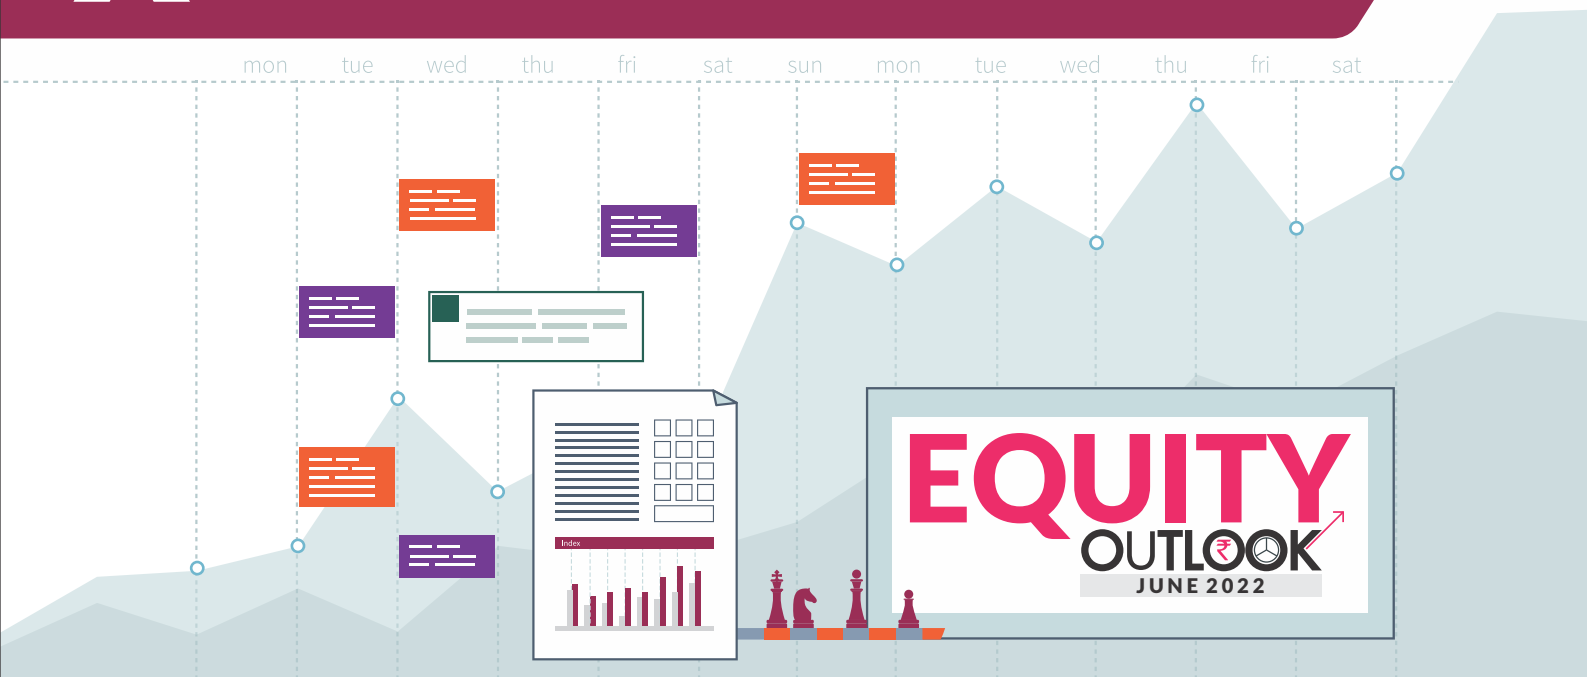 mon tue wed thu fri sat sun mon tue wed thu fri sat
Index
EQUITY
OUTLOOK
JUNE 2022